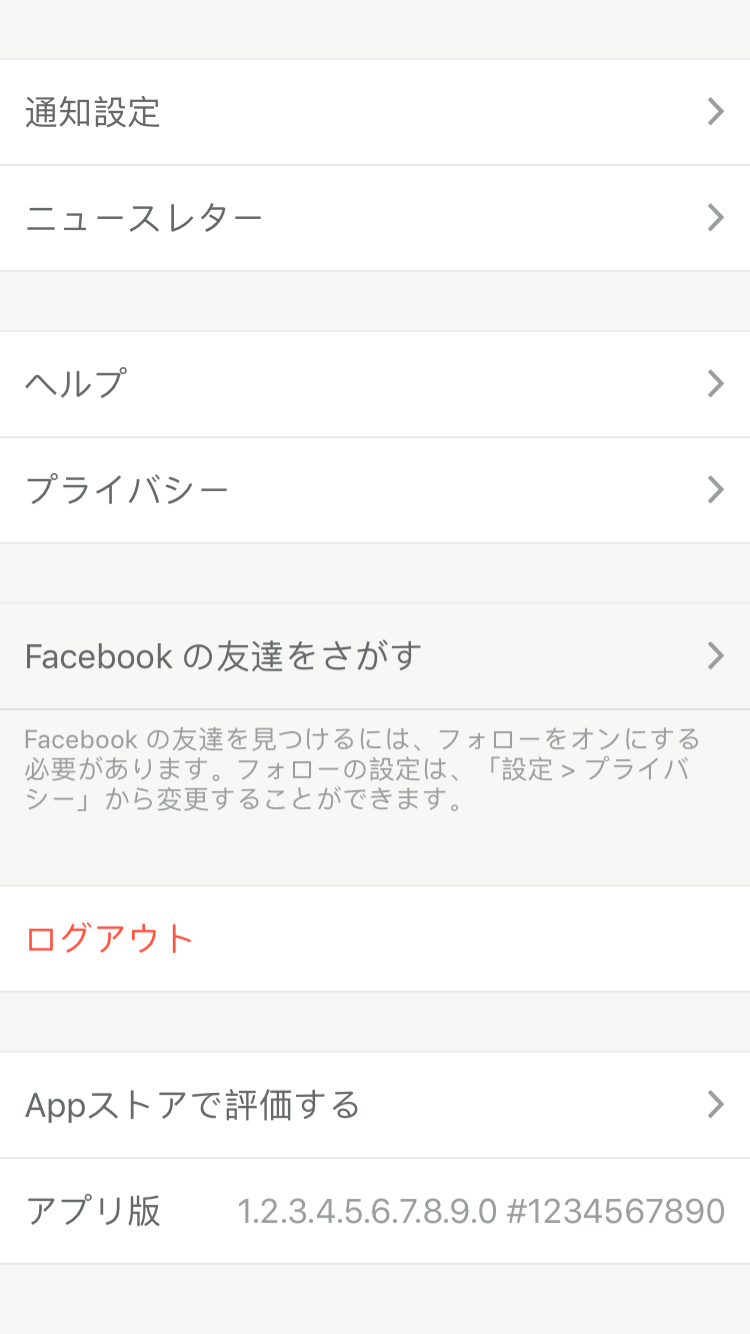 通知設定
ニュースレター
ヘルプ
プライバシー
Facebook の友達をさがす
Facebook の友達を見つけるには、フォローをオンにする
必要があります。フォローの設定は、「設定 > プライバ
シー」から変更することができます。
ログアウト
Appストアで評価する
アプリ版 1.2.3.4.5.6.7.8.9.0 #1234567890